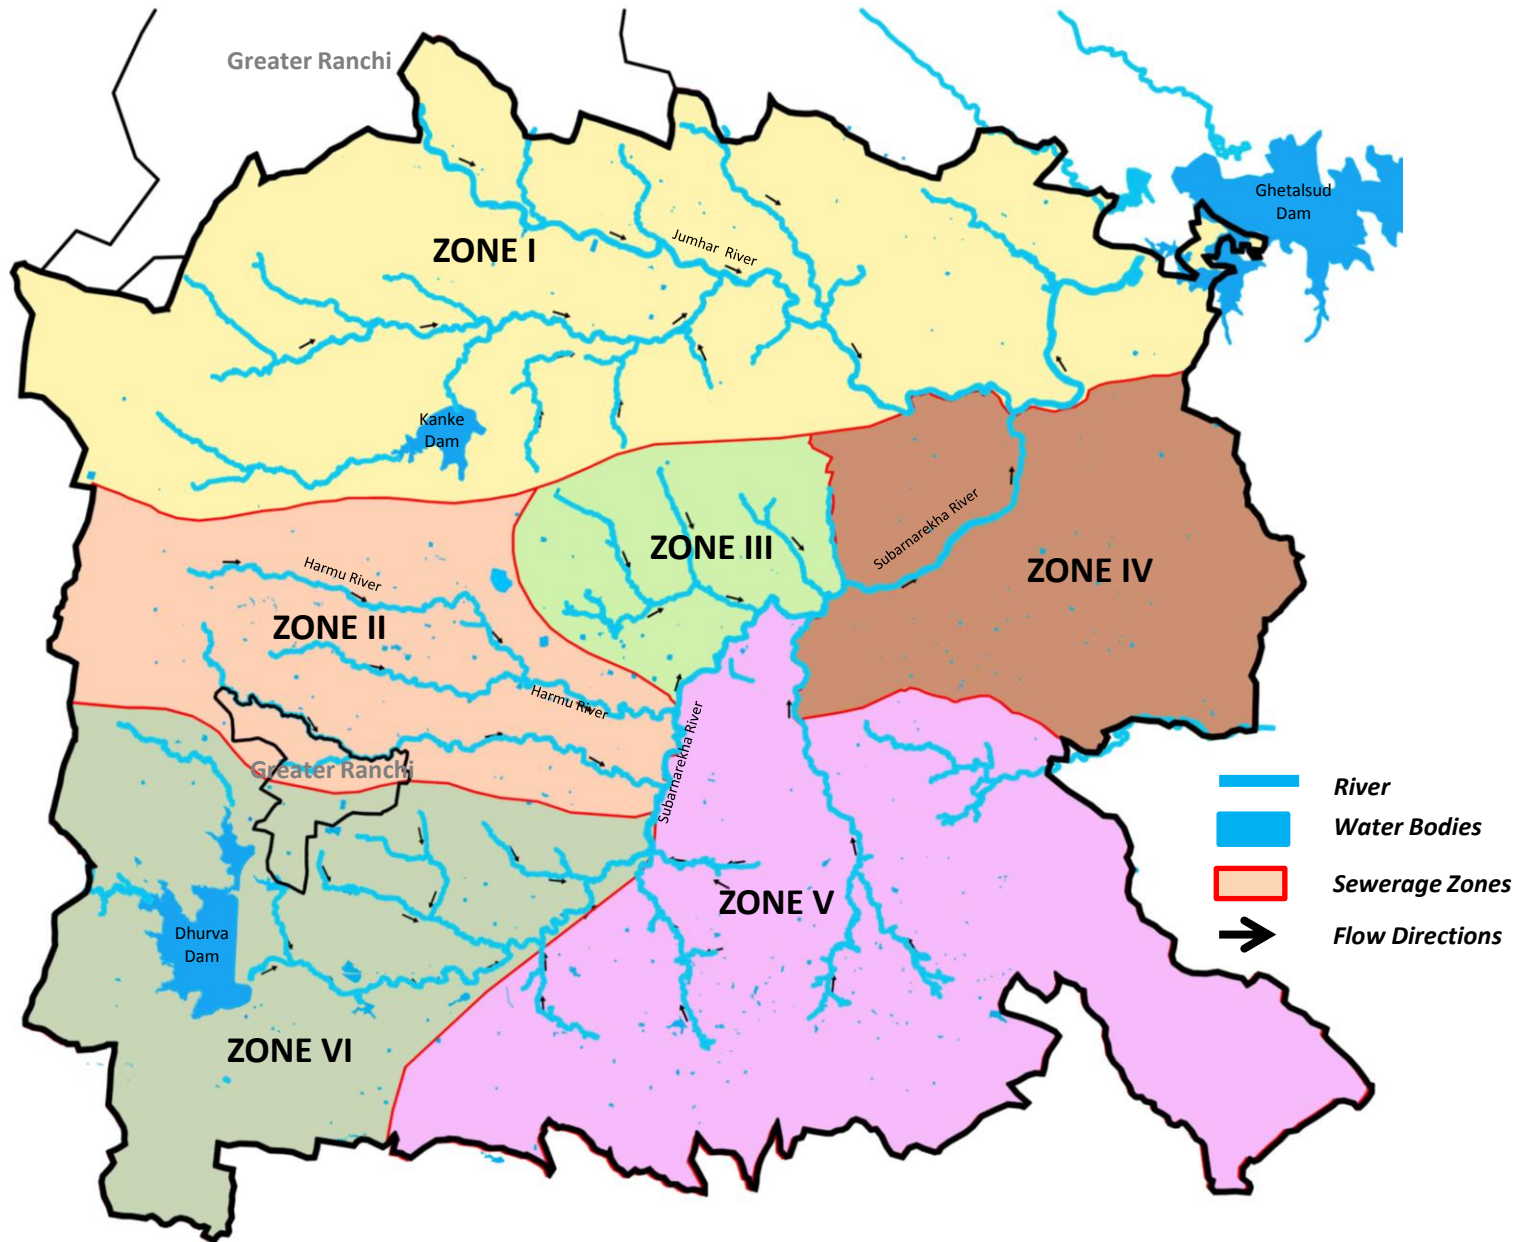 Greater Ranchi
Ghetalsud
Dam
ZONE I
Jumhar River
Kanke
Dam
Subarnarekha River
ZONE III
ZONE IV
Harmu River
ZONE II
Harmu River
Subarnarekha River
Greater Ranchi
River
Water Bodies
Sewerage Zones
Flow Directions
ZONE V
Dhurva
Dam
ZONE VI